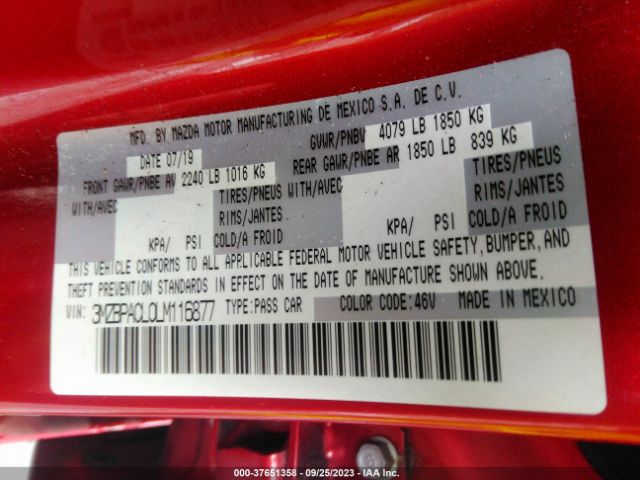 MFD. BY MAZDA MOTOR MANUFACTURING DE MEXICO S.A. DE C.V.
DATE 07/19 GVWR/PNBV 4079 LB 1850 KG
FRONT GAWR/PNBE AV 2240 LB 1016 KG REAR GAWR/PNBE AR 1850 LB 839 KG
WITH/AVEC TIRES/PNEUS WITH/AVEC TIRES/PNEUS
RIMS/JANTES RIMS/JANTES
KPA/ PSI COLD/A FROID KPA/ PSI COLD/A FROID
THIS VEHICLE CONFORMS TO ALL APPLICABLE FEDERAL MOTOR VEHICLE SAFETY, BUMPER, AND
THEFT PREVENTION STANDARDS IN EFFECT ON THE DATE OF MANUFACTURE SHOWN ABOVE.
VIN: 3MZBPACL0LM116877 TYPE:PASS CAR COLOR CODE:46V MADE IN MEXICO
000-37651358 - 09/25/2023 - IAA Inc.